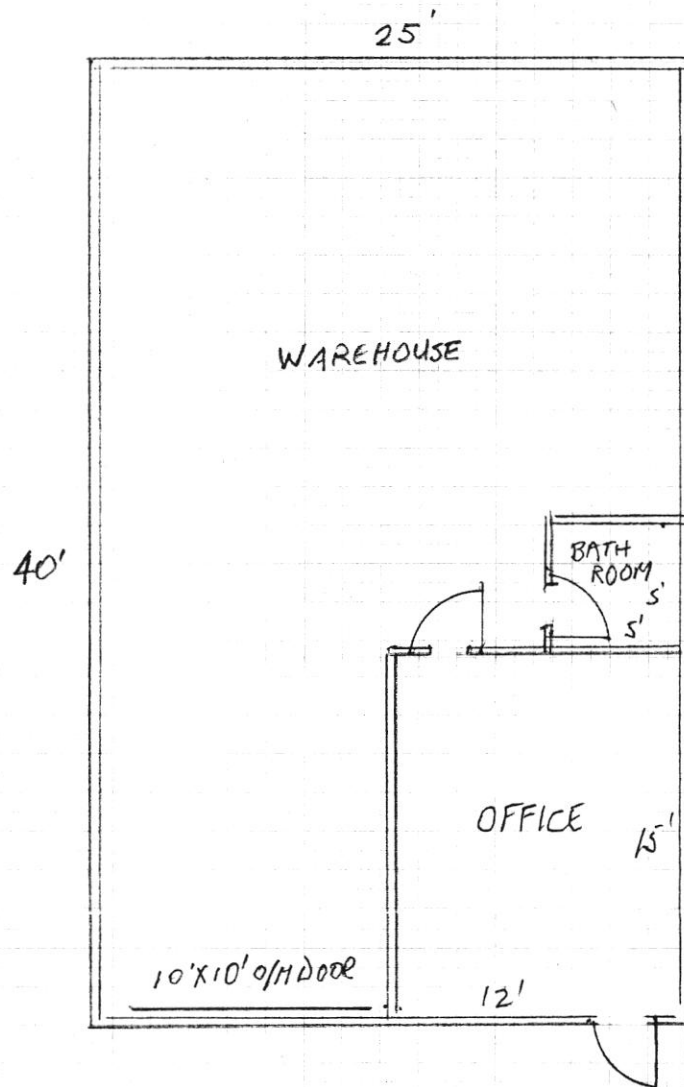 25'
WAREHOUSE
40'
BATH
ROOM
5'
5'
OFFICE
15'
10'X10' O/H DOOR
12'